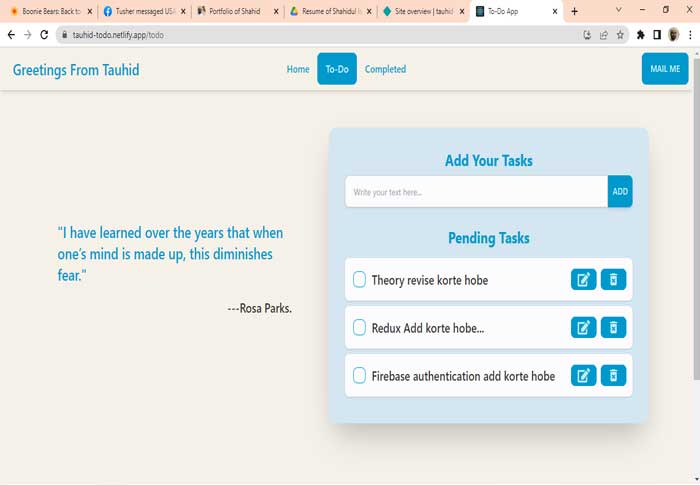 Boonie Bears: Back to
Tusher messaged USA
Portfolio of Shahid
Resume of Shahidul I
Site overview | tauhid
To-Do App
tauhid-todo.netlify.app/todo
Greetings From Tauhid
Home
To-Do
Completed
MAIL ME
Add Your Tasks
Write your text here...
ADD
"I have learned over the years that when
one's mind is made up, this diminishes
fear."
---Rosa Parks.
Pending Tasks
Theory revise korte hobe
Redux Add korte hobe...
Firebase authentication add korte hobe